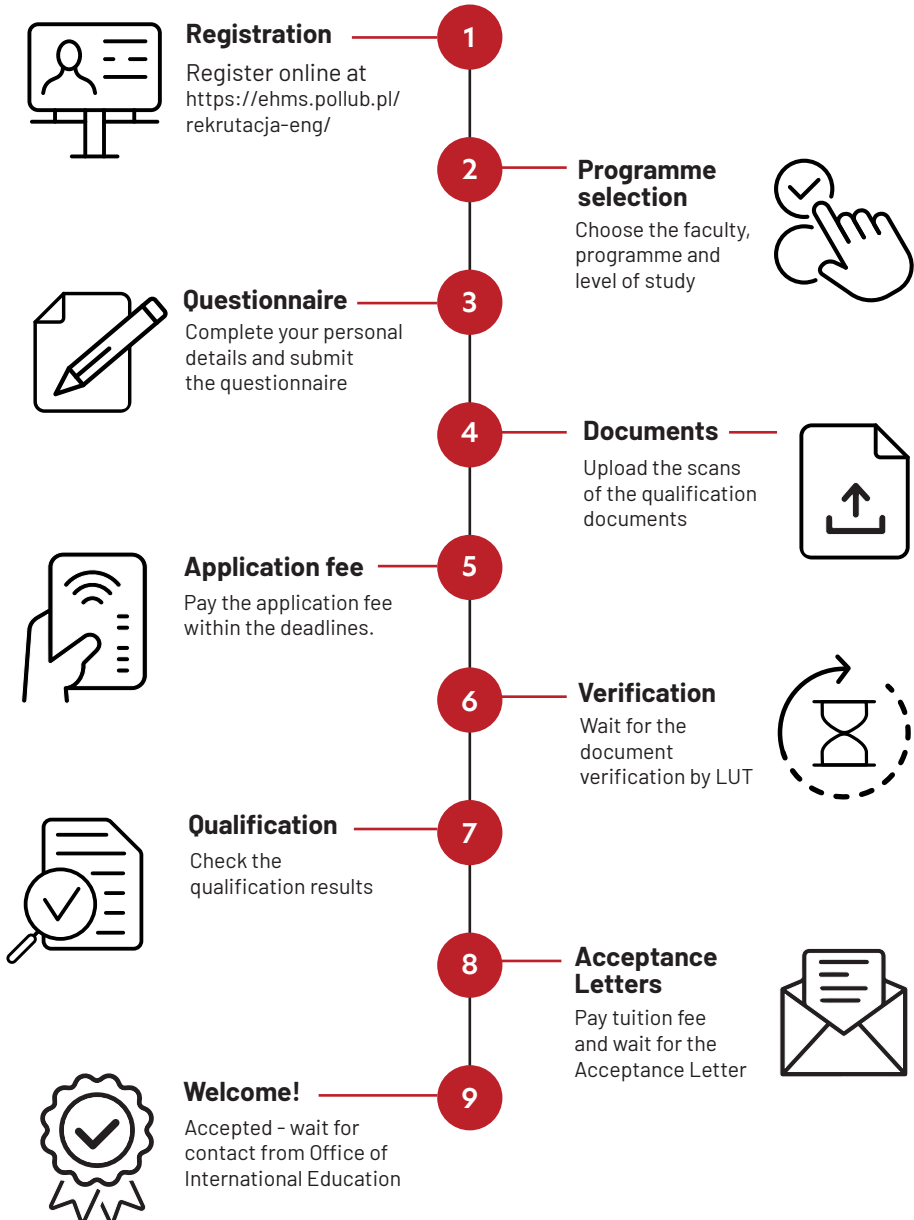 Registration
1
Register online at
https://ehms.pollub.pl/
rekrutacja-eng/
2
Programme
selection
Choose the faculty,
programme and
level of study
Questionnaire
3
Complete your personal
details and submit
the questionnaire
4
Documents
Upload the scans
of the qualification
documents
Application fee
5
Pay the application fee
within the deadlines.
6
Verification
Wait for the
document
verification by LUT
Qualification
7
Check the
qualification results
8
Acceptance
Letters
Pay tuition fee
and wait for the
Acceptance Letter
Welcome!
9
Accepted - wait for
contact from Office of
International Education